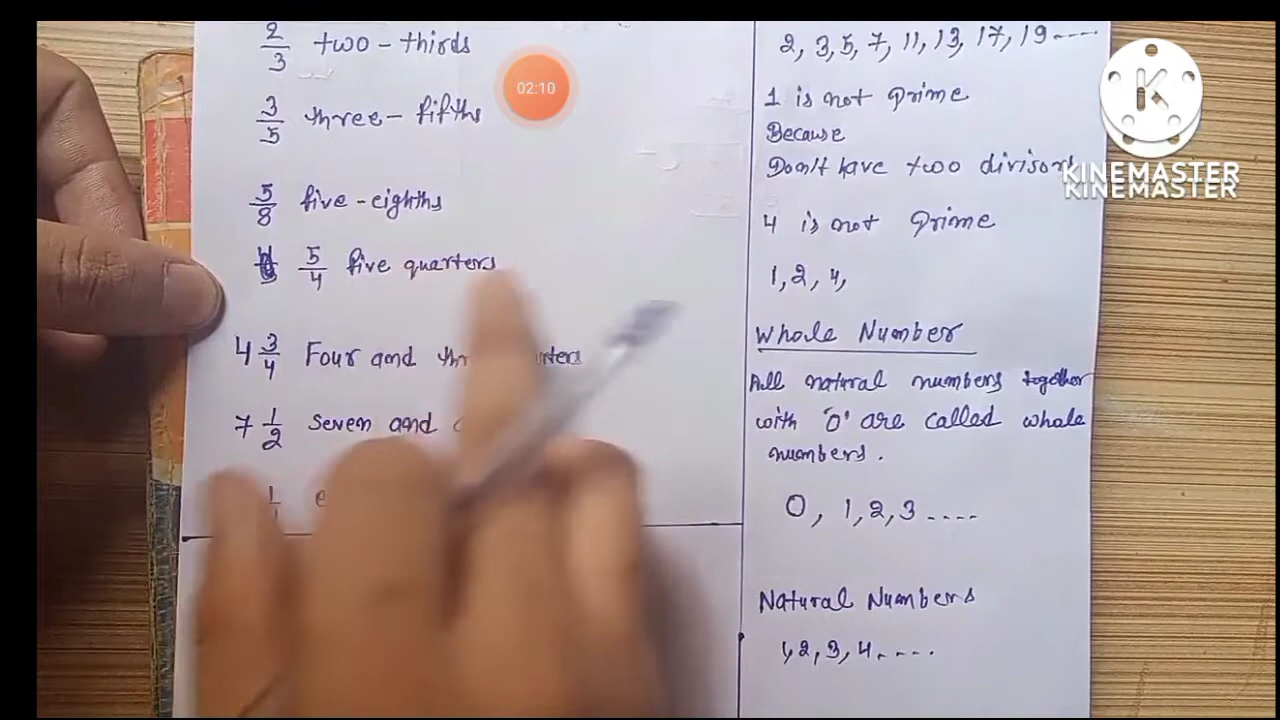 2/3 two-thirds
3/5 three-fifths
5/8 five-eighths
5/4 five quarters
4 3/4 Four and
7 1/2 seven and
2, 3, 5, 7, 11, 13, 17, 19 ----
1 is not prime
Because
Don't have two divisors
4 is not prime
1, 2, 4,
Whole Number
All natural numbers together
with '0' are called whole
numbers.
0, 1, 2, 3 ----
Natural Numbers
1, 2, 3, 4, ----
02:10
K
KINEMASTER
KINEMASTER